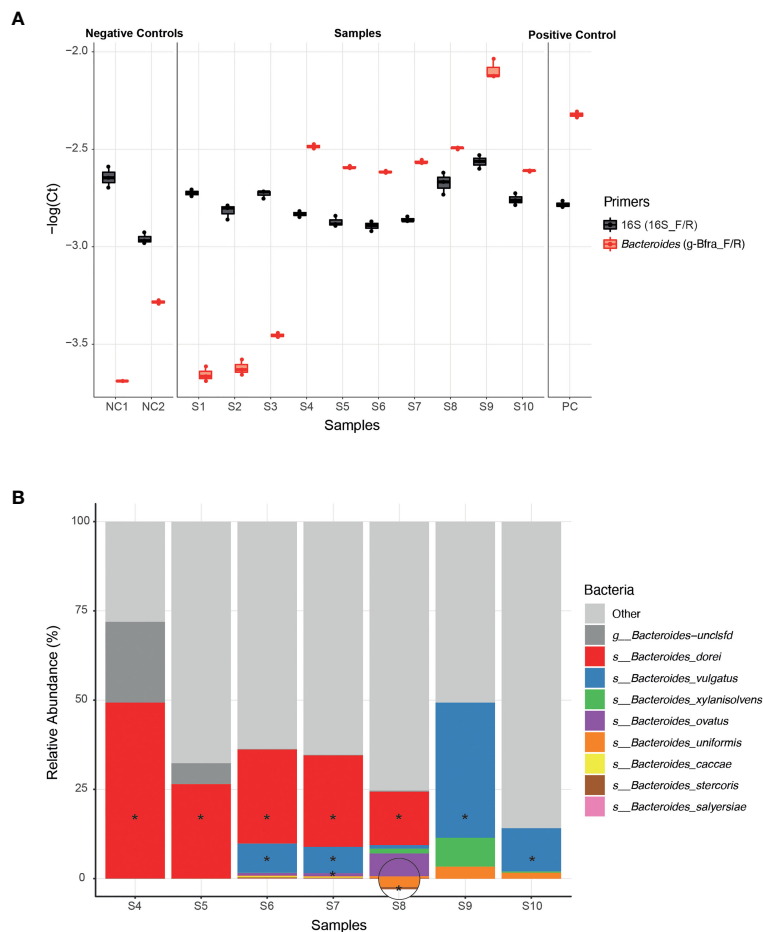 A
Negative Controls
Samples
Positive Control
−2.0
−2.5
−3.0
−3.5
−log(Ct)
NC1 NC2 S1 S2 S3 S4 S5 S6 S7 S8 S9 S10 PC
Samples
Primers
16S (16S_F/R)
Bacteroides (g-Bfra_F/R)
B
100
75
50
25
0
Relative Abundance (%)
* * * * * * * * * * *
S4 S5 S6 S7 S8 S9 S10
Samples
Bacteria
Other
g__Bacteroides−unclsfd
s__Bacteroides_dorei
s__Bacteroides_vulgatus
s__Bacteroides_xylanisolvens
s__Bacteroides_ovatus
s__Bacteroides_uniformis
s__Bacteroides_caccae
s__Bacteroides_stercoris
s__Bacteroides_salyersiae